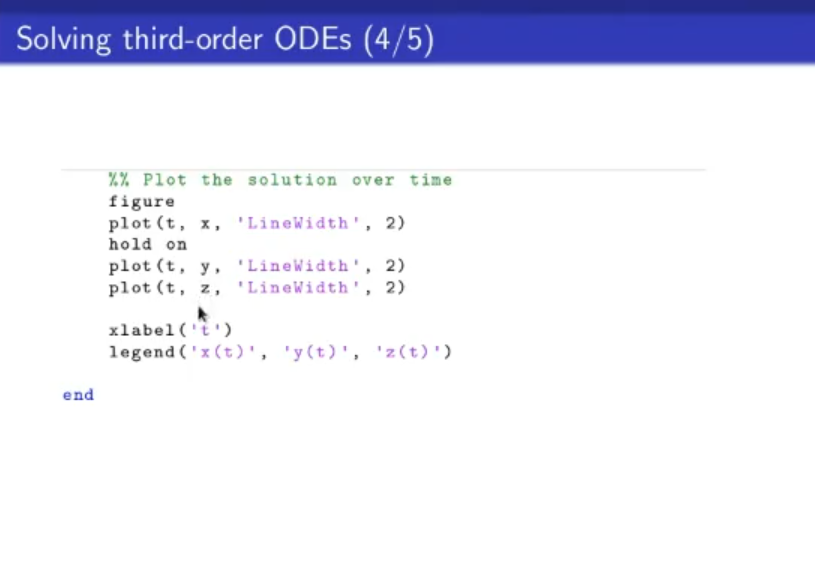 Solving third-order ODEs (4/5)
%% Plot the solution over time
figure
plot(t, x, 'LineWidth', 2)
hold on
plot(t, y, 'LineWidth', 2)
plot(t, z, 'LineWidth', 2)
xlabel('t')
legend('x(t)', 'y(t)', 'z(t)')
end